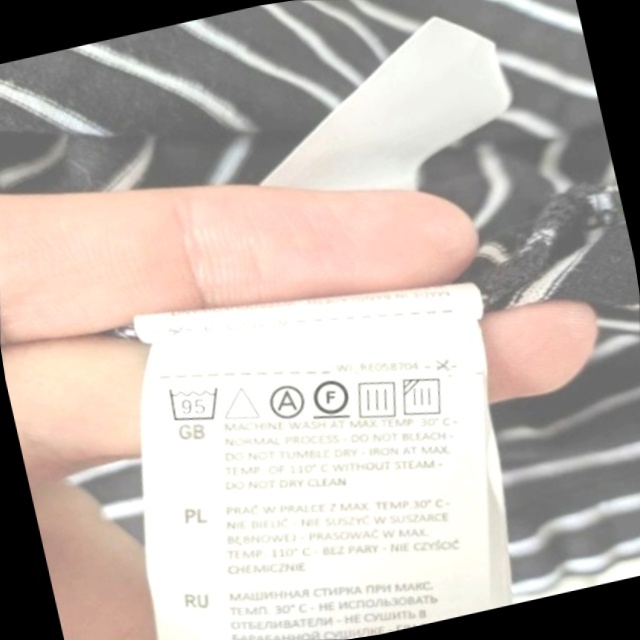 WI_RE058704
95 A F
GB
MACHINE WASH AT MAX.TEMP 30° C -
NORMAL PROCESS - DO NOT BLEACH -
DO NOT TUMBLE DRY - IRON AT MAX.
TEMP. OF 110° C WITHOUT STEAM -
DO NOT DRY CLEAN
PL
PRAĆ W PRALCE Z MAX. TEMP.30° C -
NIE BIELIĆ - NIE SUSZYĆ W SUSZARCE
BĘBNOWEJ - PRASOWAĆ W MAX.
TEMP. 110° C - BEZ PARY - NIE CZYŚCIĆ
CHEMICZNIE
RU
МАШИННАЯ СТИРКА ПРИ МАКС.
ТЕМП. 30° C - НЕ ИСПОЛЬЗОВАТЬ
ОТБЕЛИВАТЕЛИ - НЕ СУШИТЬ В
БАРАБАННОЙ СУШИЛКЕ